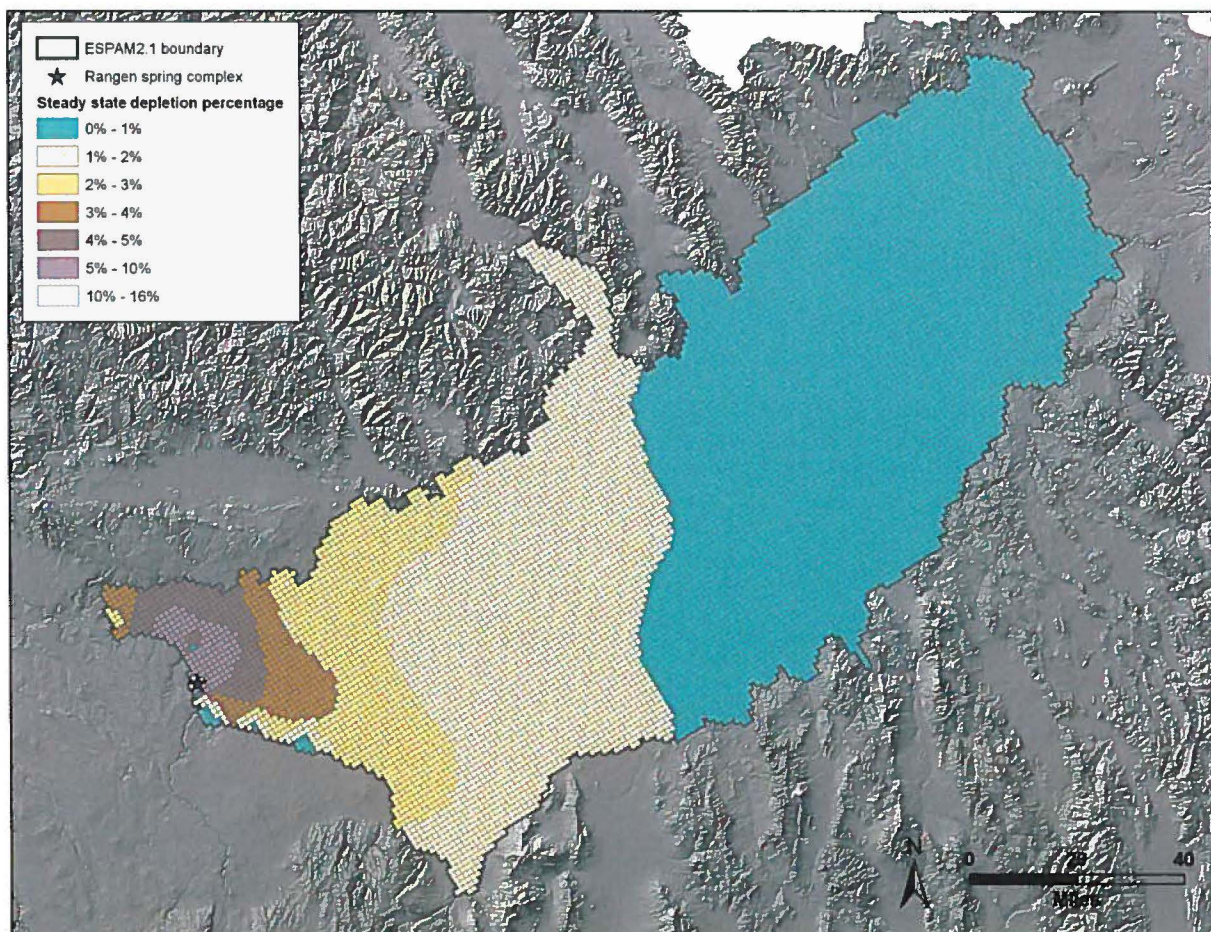 ESPAM2.1 boundary
Rangen spring complex
Steady state depletion percentage
0% - 1%
1% - 2%
2% - 3%
3% - 4%
4% - 5%
5% - 10%
10% - 16%
N
0 20 40
Miles